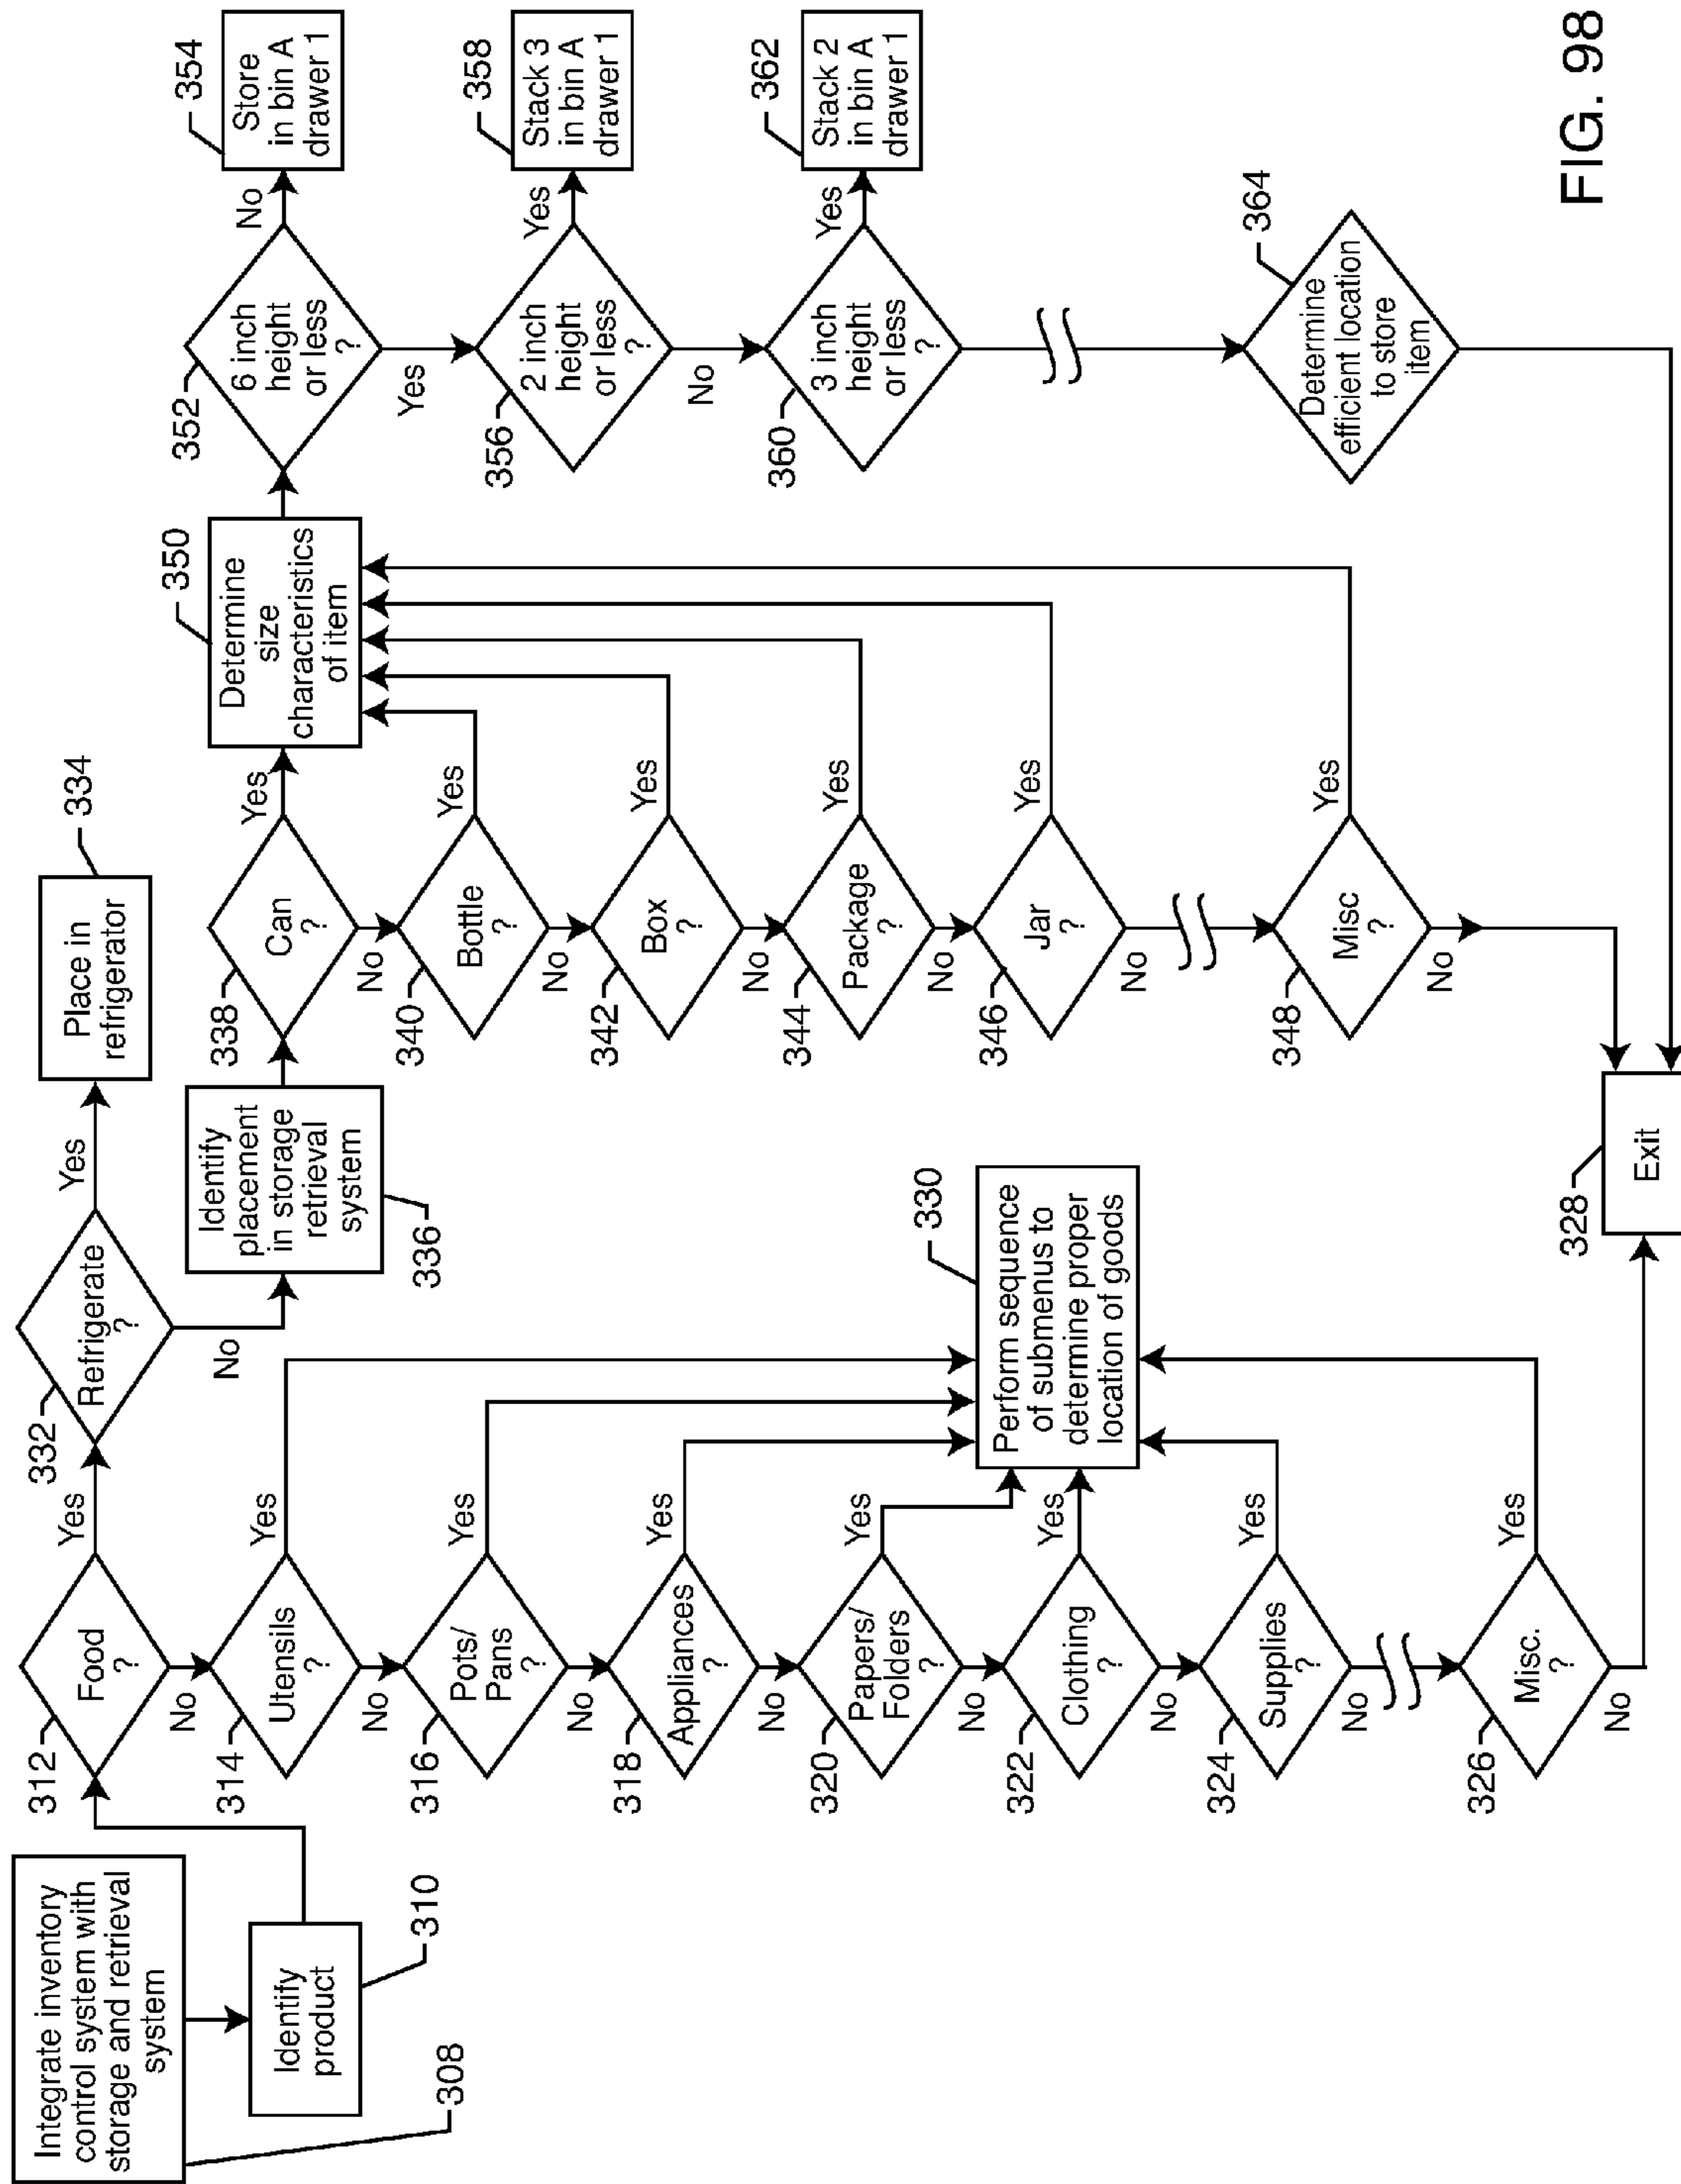 Integrate inventory
control system with
storage and retrieval
system
308
Identify
product
310
312
Food
?
Yes
No
314
Utensils
?
Yes
No
316
Pots/
Pans
?
Yes
No
318
Appliances
?
Yes
No
320
Papers/
Folders
?
Yes
No
322
Clothing
?
Yes
No
324
Supplies
?
Yes
No
326
Misc.
?
Yes
No
330
Perform sequence
of submenus to
determine proper
location of goods
328
Exit
332
Refrigerate
?
Yes
No
334
Place in
refrigerator
Identify
placement
in storage
retrieval
system
336
338
Can
?
Yes
No
340
Bottle
?
Yes
No
342
Box
?
Yes
No
344
Package
?
Yes
No
346
Jar
?
Yes
No
348
Misc
?
Yes
No
350
Determine
size
characteristics
of item
352
6 inch
height
or less
?
No
Yes
354
Store
in bin A
drawer 1
356
2 inch
height
or less
?
Yes
No
358
Stack 3
in bin A
drawer 1
360
3 inch
height
or less
?
Yes
362
Stack 2
in bin A
drawer 1
364
Determine
efficient location
to store
item
FIG. 98